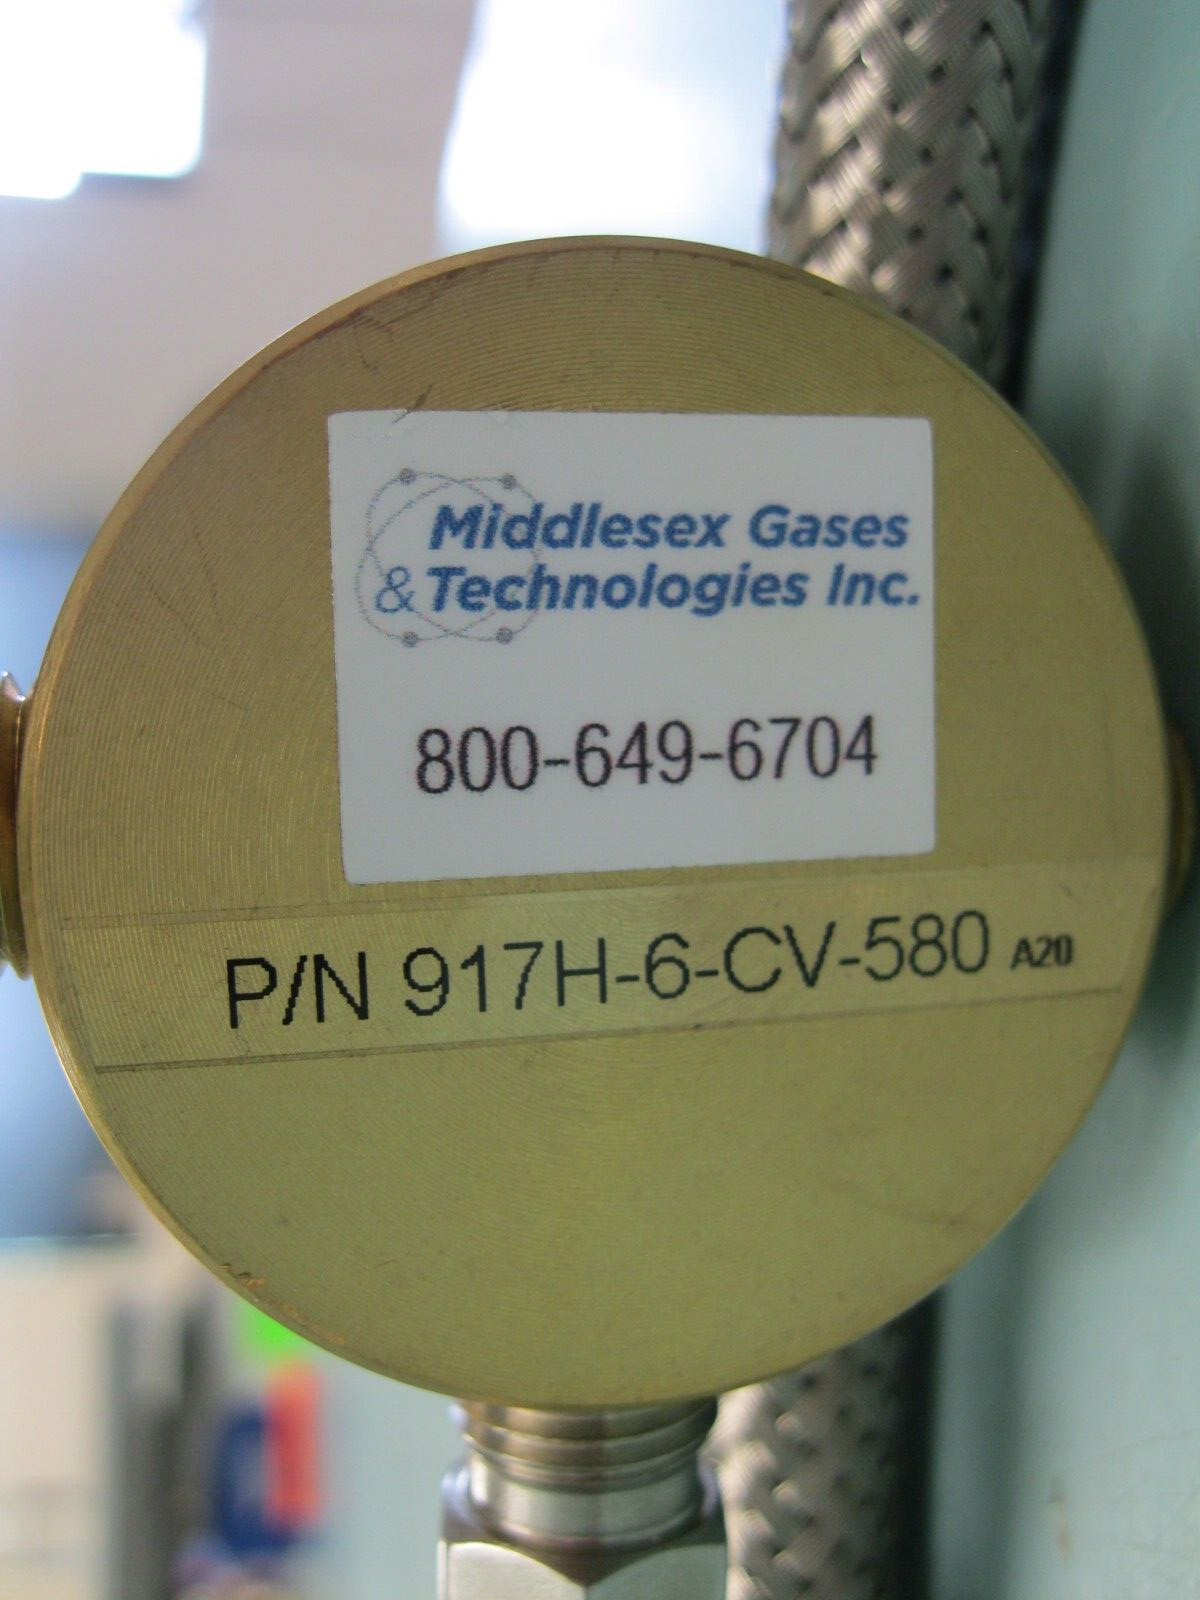 Middlesex Gases
& Technologies Inc.
800-649-6704
P/N 917H-6-CV-580 A20